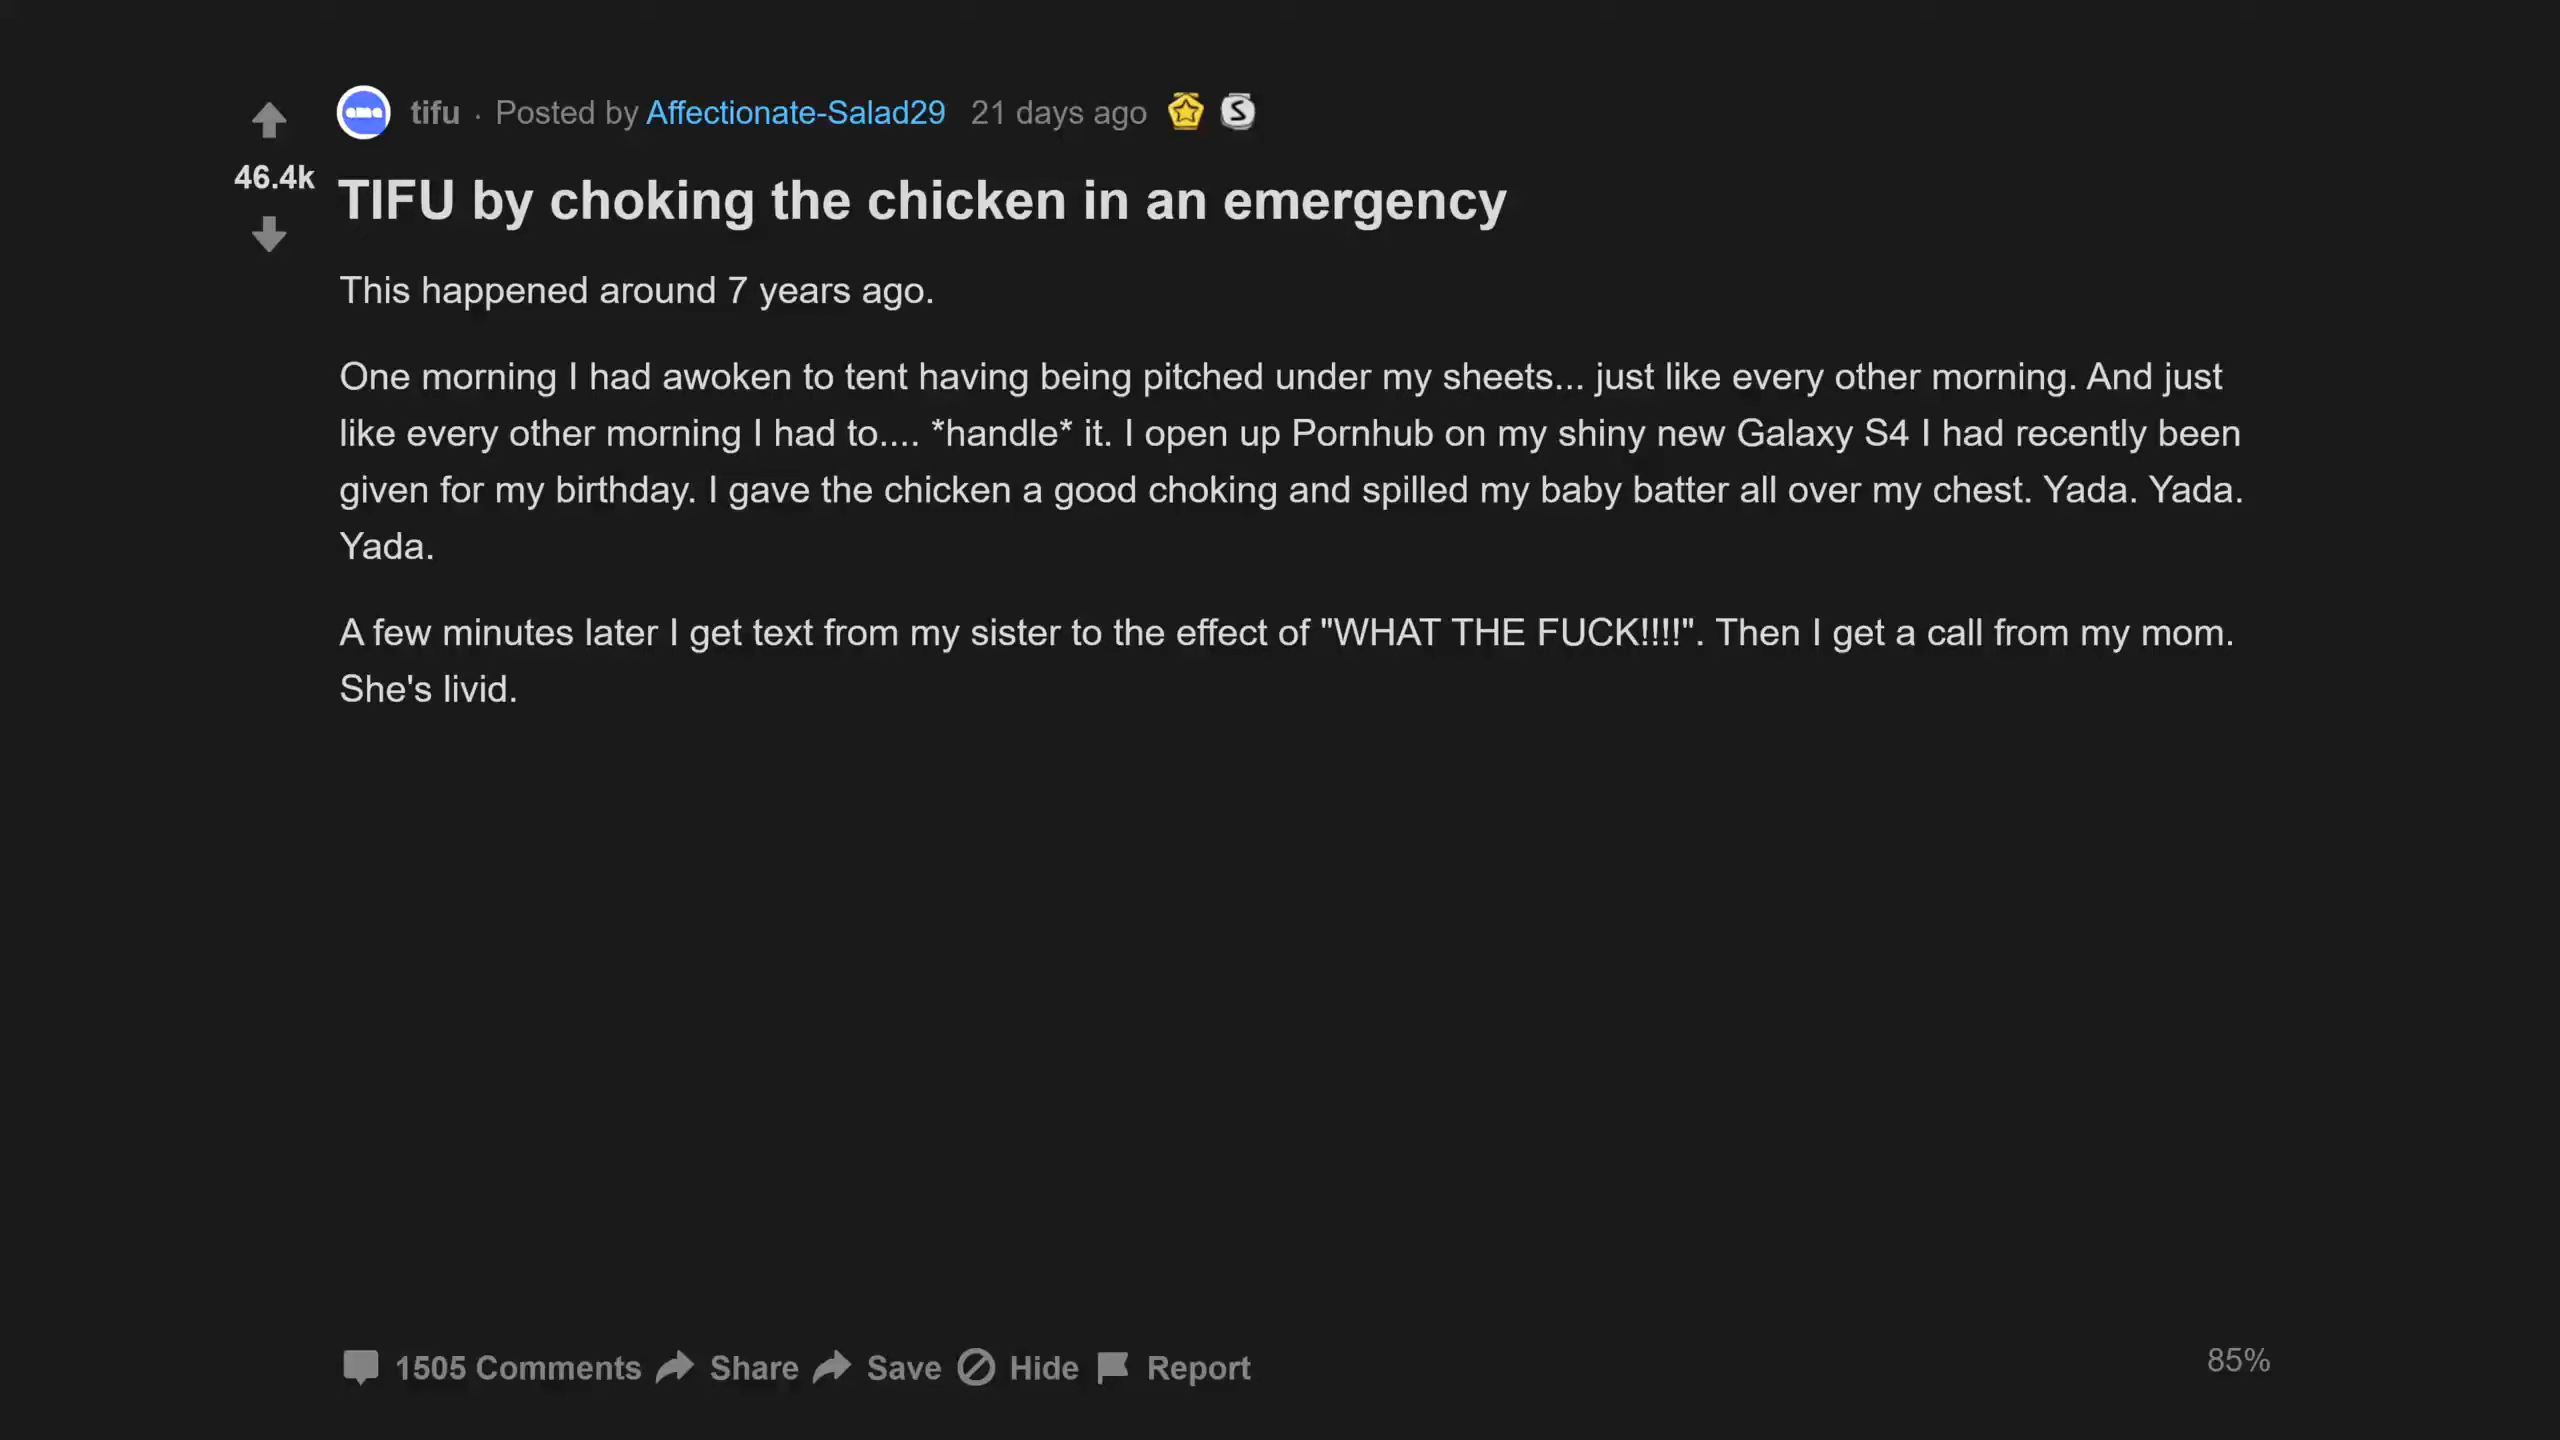 tifu · Posted by Affectionate-Salad29 21 days ago
46.4k
TIFU by choking the chicken in an emergency
This happened around 7 years ago.
One morning I had awoken to tent having being pitched under my sheets... just like every other morning. And just
like every other morning I had to.... *handle* it. I open up Pornhub on my shiny new Galaxy S4 I had recently been
given for my birthday. I gave the chicken a good choking and spilled my baby batter all over my chest. Yada. Yada.
Yada.
A few minutes later I get text from my sister to the effect of "WHAT THE FUCK!!!!". Then I get a call from my mom.
She's livid.
1505 Comments Share Save Hide Report
85%